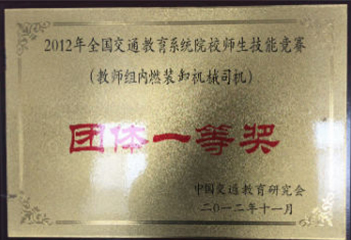 2012年全国交通教育系统院校师生技能竞赛
（教师组内燃装卸机械司机）
团体一等奖
中国交通教育研究会
二〇一二年十一月